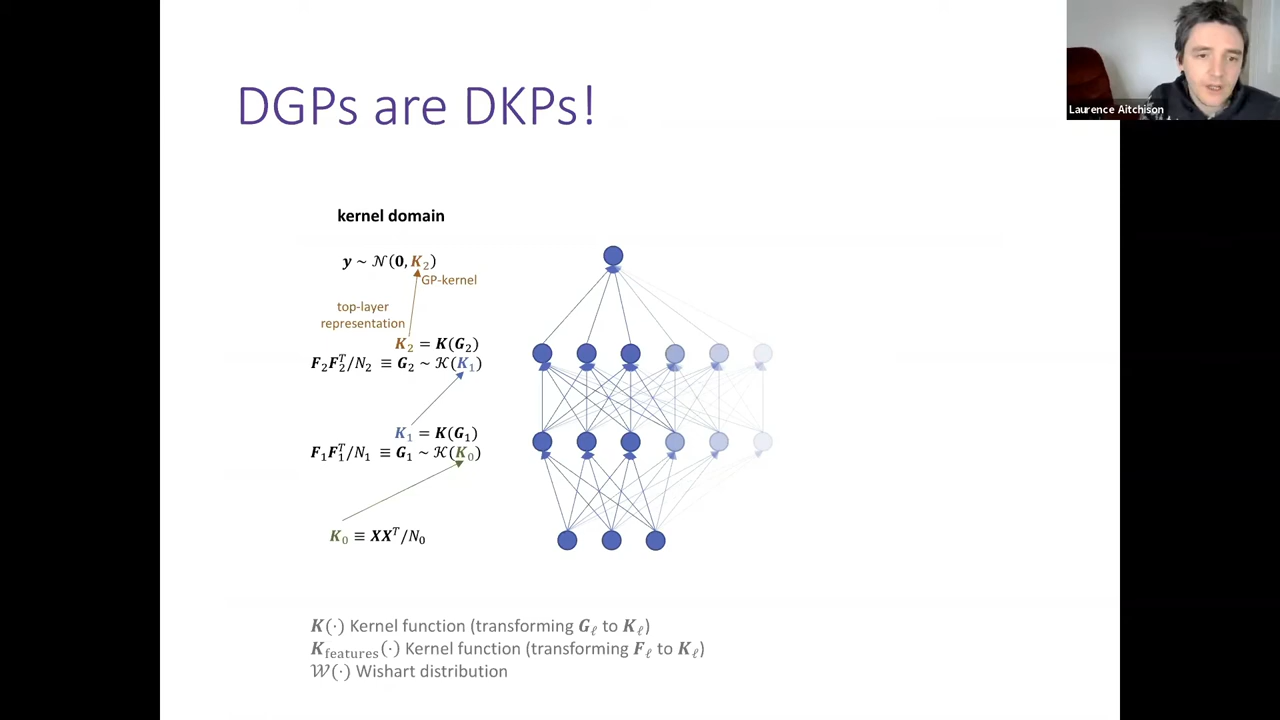 Laurence Aitchison
DGPs are DKPs!
kernel domain
𝒚 ~ 𝒩(𝟎, 𝑲₂)
GP-kernel
top-layer
representation
𝑲₂ = 𝑲(𝑮₂)
𝑭₂𝑭₂ᵀ/𝑁₂ ≡ 𝑮₂ ~ 𝒦(𝑲₁)
𝑲₁ = 𝑲(𝑮₁)
𝑭₁𝑭₁ᵀ/𝑁₁ ≡ 𝑮₁ ~ 𝒦(𝑲₀)
𝑲₀ ≡ 𝑿𝑿ᵀ/𝑁₀
𝑲(·) Kernel function (transforming 𝑮_ℓ to 𝑲_ℓ)
𝑲_features(·) Kernel function (transforming 𝑭_ℓ to 𝑲_ℓ)
𝒲(·) Wishart distribution